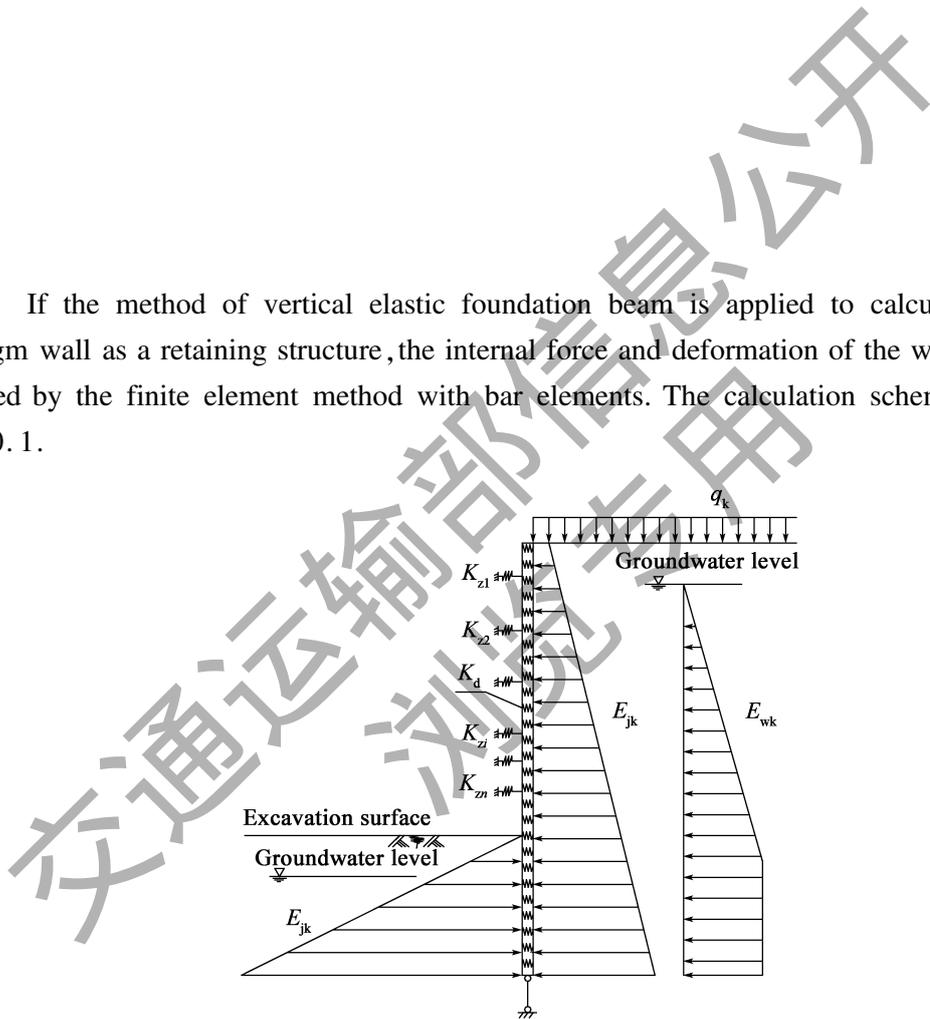 If the method of vertical elastic foundation beam is applied to calcu
gm wall as a retaining structure, the internal force and deformation of the w
ed by the finite element method with bar elements. The calculation scher
0.1.
qk
Groundwater level
Kz1
Kz2
Kd
Ejk
Ewk
Kzi
Kzn
Excavation surface
Groundwater level
Ejk
交通运输部信息公开
浏览专用